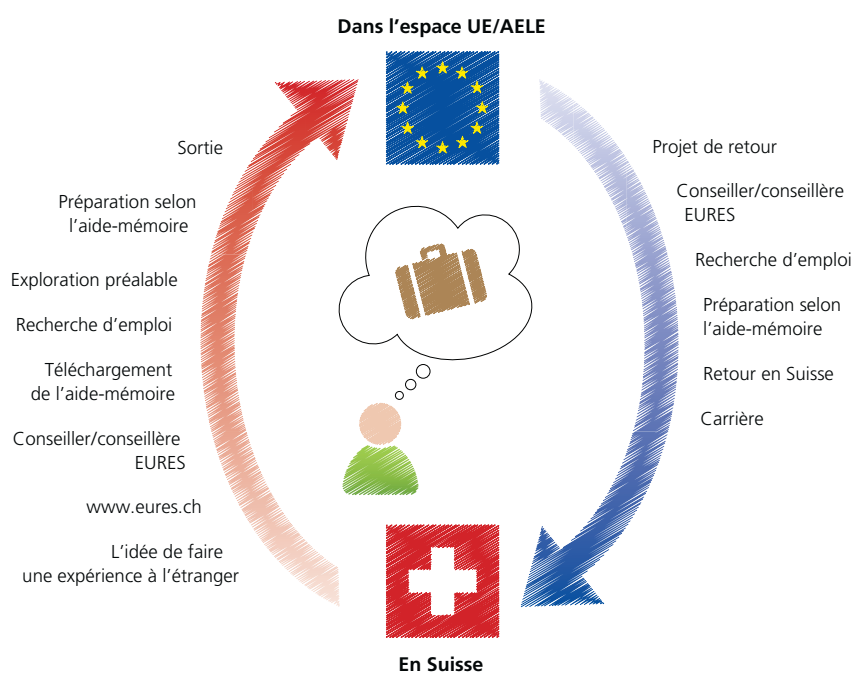 Dans l’espace UE/AELE
Sortie
Préparation selon
l’aide-mémoire
Exploration préalable
Recherche d’emploi
Téléchargement
de l’aide-mémoire
Conseiller/conseillère
EURES
www.eures.ch
L’idée de faire
une expérience à l’étranger
Projet de retour
Conseiller/conseillère
EURES
Recherche d’emploi
Préparation selon
l’aide-mémoire
Retour en Suisse
Carrière
En Suisse